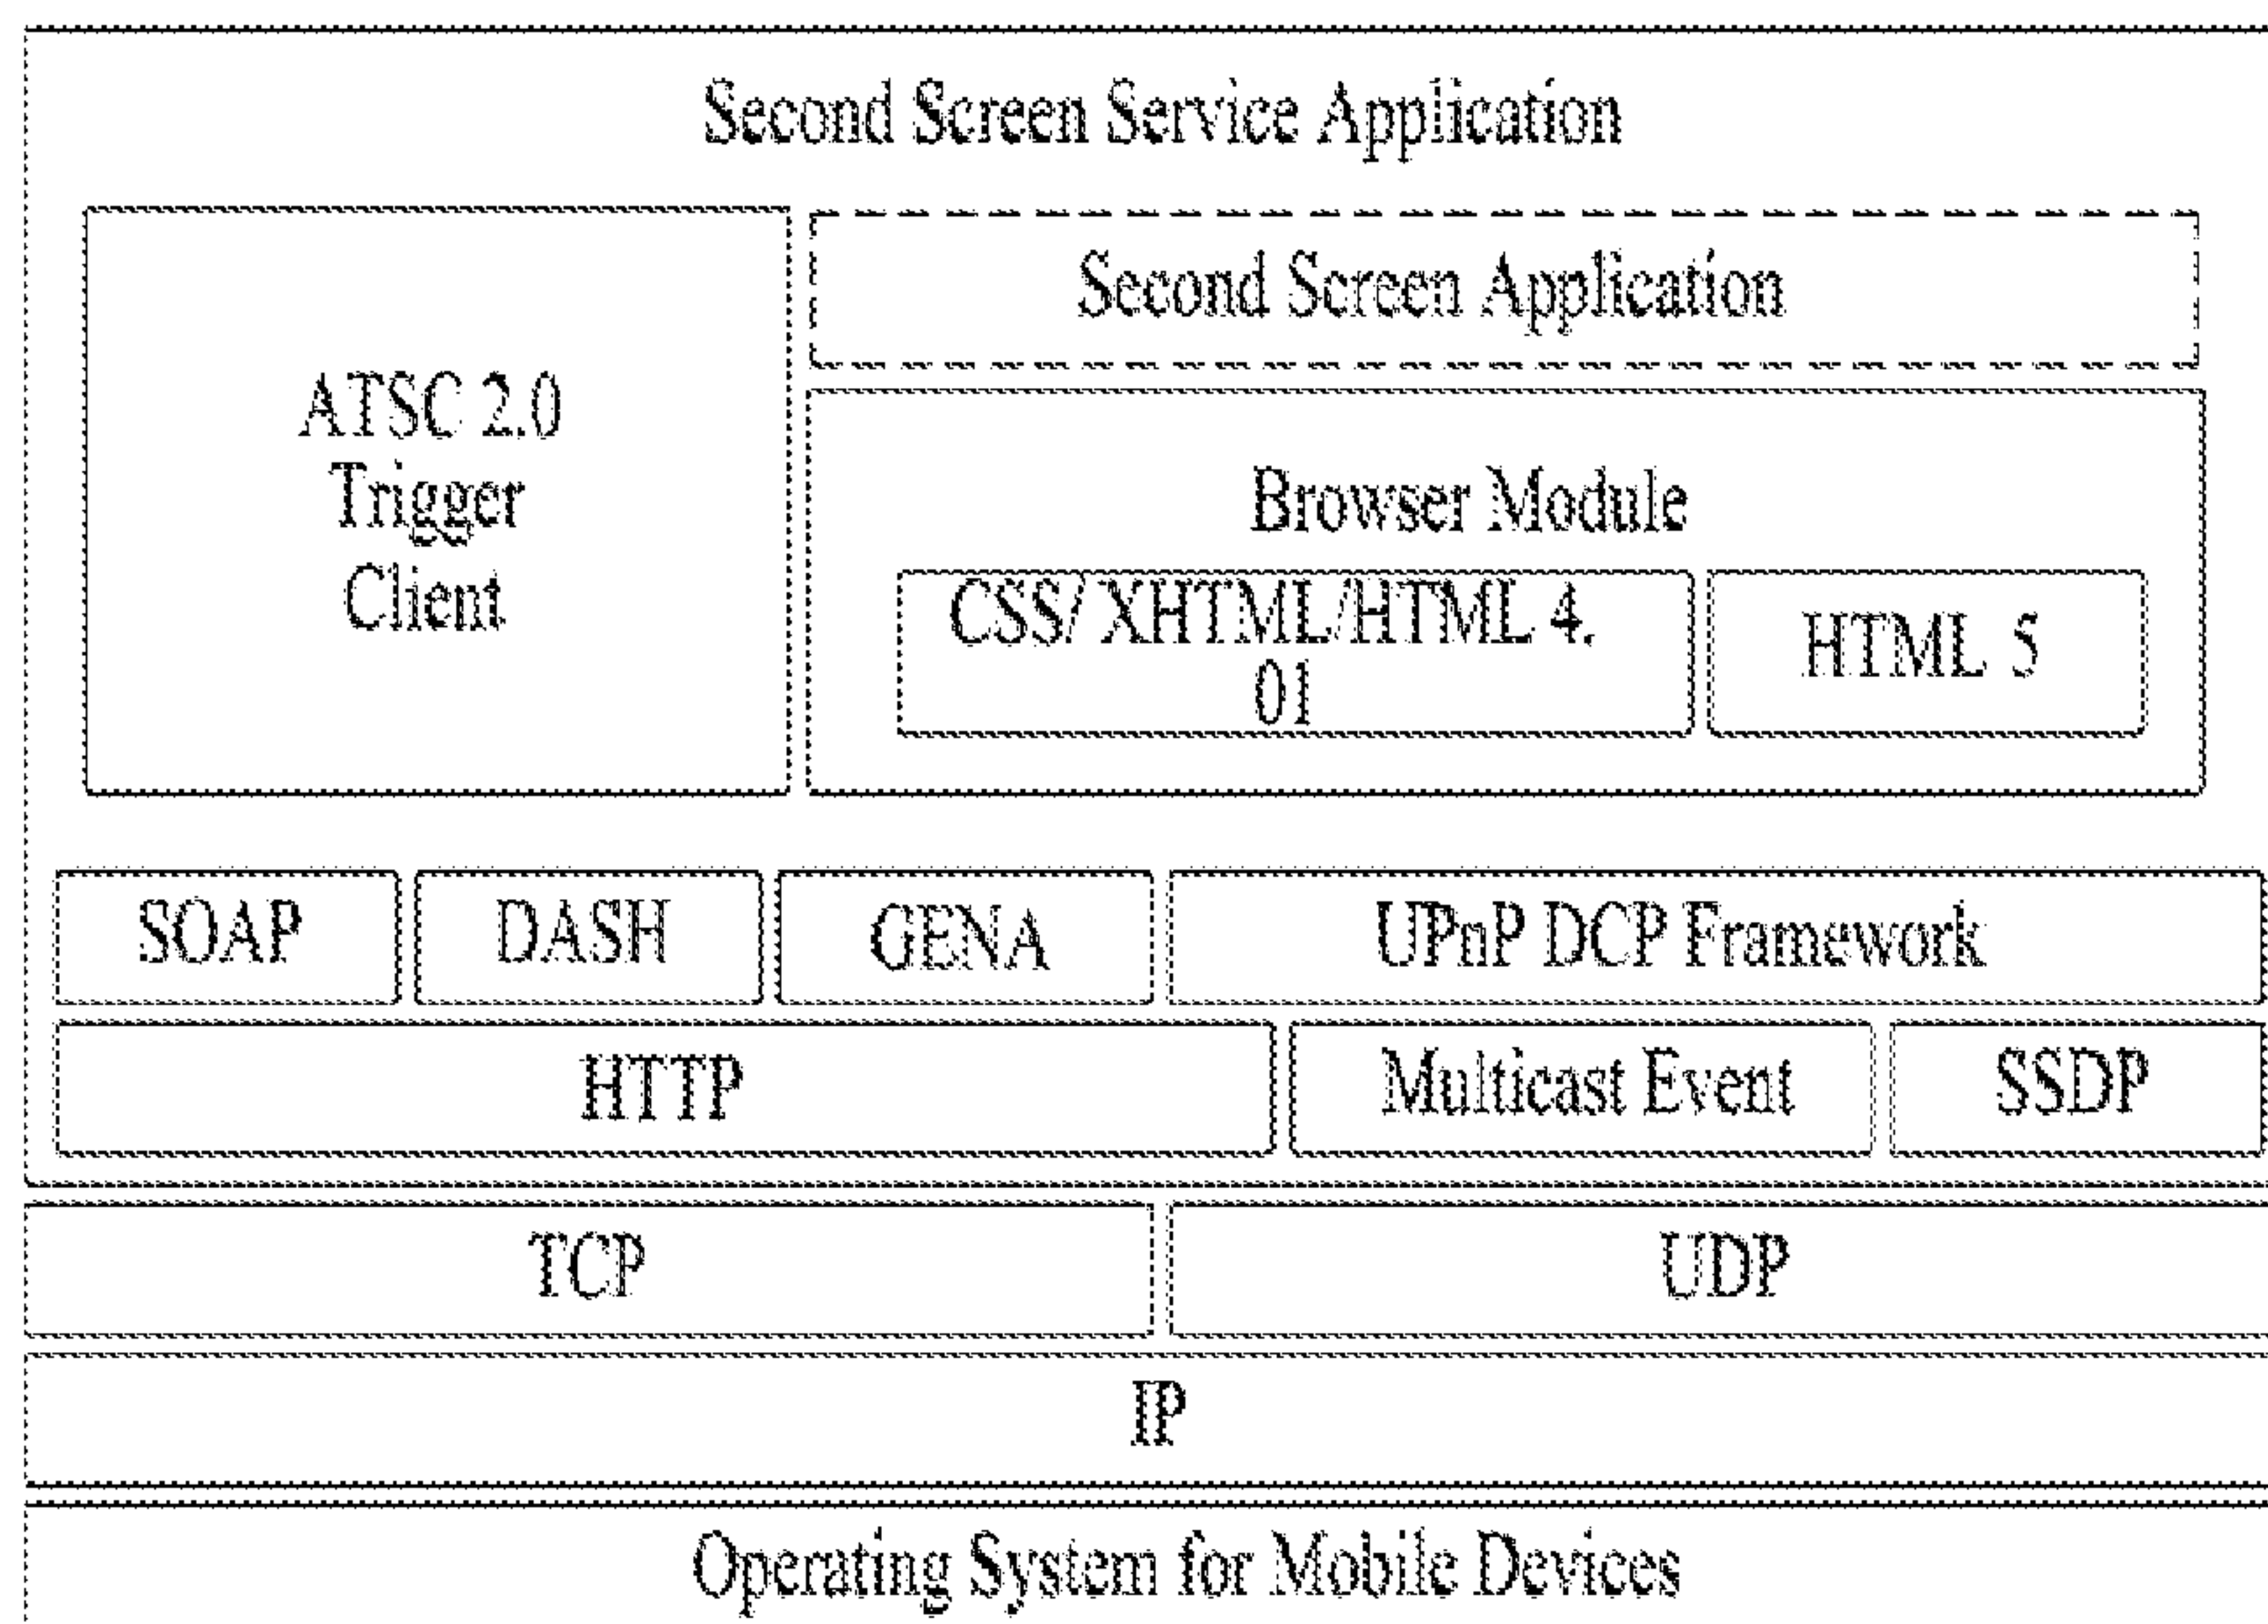 Second Screen Service Application
Second Screen Application
ATSC 2.0
Trigger
Client
Browser Module
CSS/ XHTML/HTML 4.
01
HTML 5
SOAP
DASH
GENA
UPnP DCP Framework
HTTP
Multicast Event
SSDP
TCP
UDP
IP
Operating System for Mobile Devices